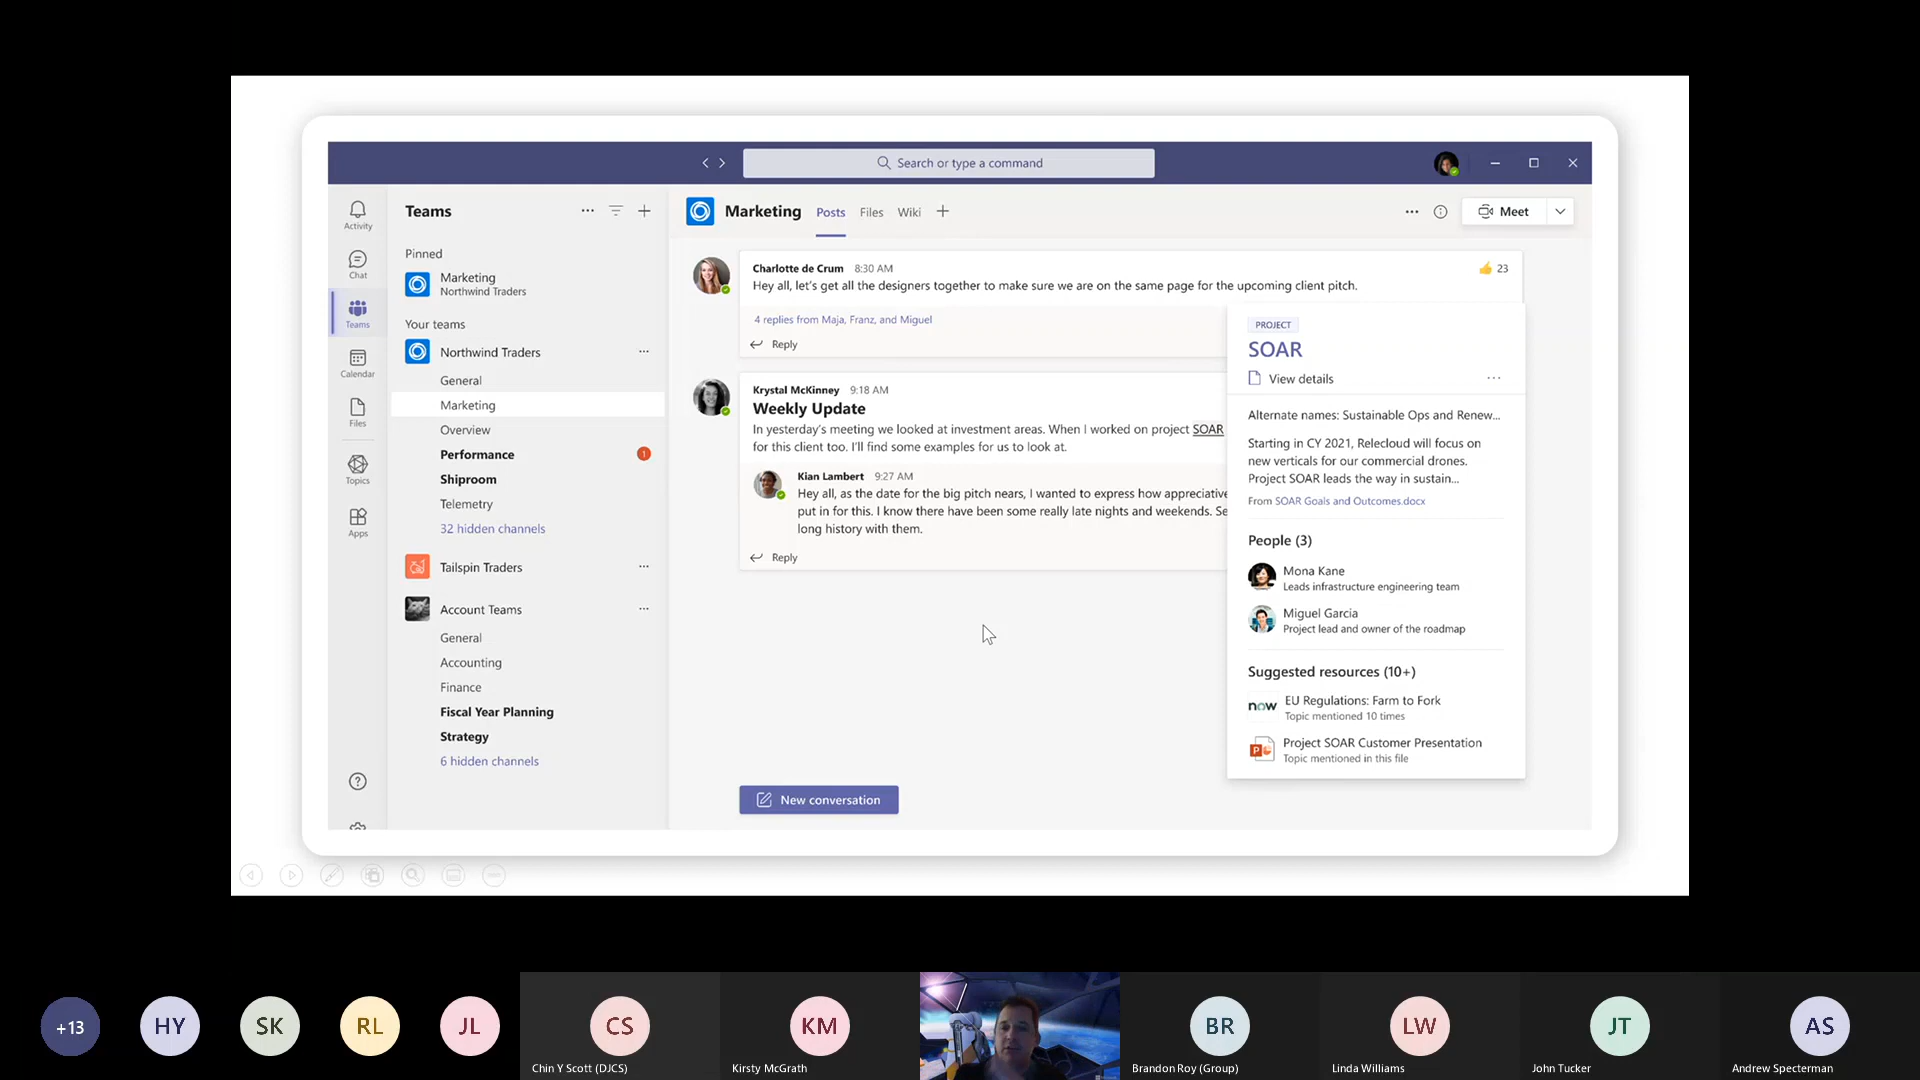 Search or type a command
Activity
Chat
Teams
Calendar
Files
Topics
Apps
Teams
Pinned
Marketing
Northwind Traders
Your teams
Northwind Traders
General
Marketing
Overview
Performance
1
Shiproom
Telemetry
32 hidden channels
Tailspin Traders
Account Teams
General
Accounting
Finance
Fiscal Year Planning
Strategy
6 hidden channels
Marketing Posts Files Wiki
Meet
Charlotte de Crum 8:30 AM
23
Hey all, let's get all the designers together to make sure we are on the same page for the upcoming client pitch.
4 replies from Maja, Franz, and Miguel
Reply
Krystal McKinney 9:18 AM
Weekly Update
In yesterday's meeting we looked at investment areas. When I worked on project SOAR
for this client too. I'll find some examples for us to look at.
Kian Lambert 9:27 AM
Hey all, as the date for the big pitch nears, I wanted to express how appreciative
put in for this. I know there have been some really late nights and weekends. Se
long history with them.
Reply
New conversation
PROJECT
SOAR
View details
Alternate names: Sustainable Ops and Renew...
Starting in CY 2021, Relecloud will focus on
new verticals for our commercial drones.
Project SOAR leads the way in sustain...
From SOAR Goals and Outcomes.docx
People (3)
Mona Kane
Leads infrastructure engineering team
Miguel Garcia
Project lead and owner of the roadmap
Suggested resources (10+)
now
EU Regulations: Farm to Fork
Topic mentioned 10 times
Project SOAR Customer Presentation
Topic mentioned in this file
+13
HY
SK
RL
JL
CS
KM
BR
LW
JT
AS
Chin Y Scott (DJCS)
Kirsty McGrath
Brandon Roy (Group)
Linda Williams
John Tucker
Andrew Specterman